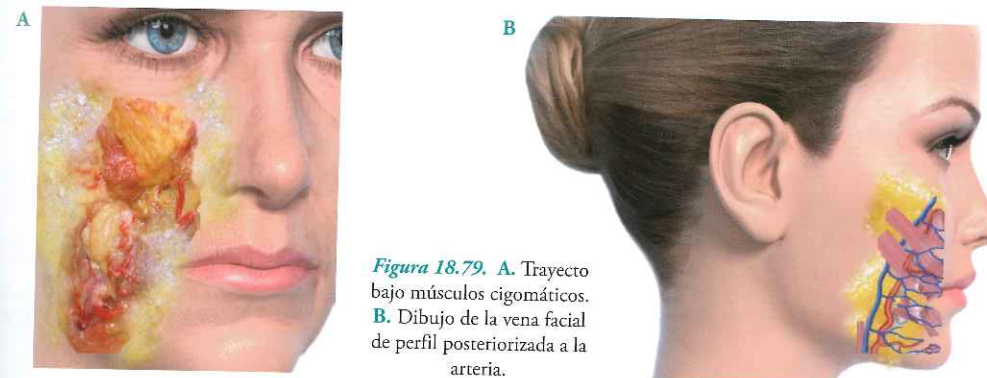 A
B
Figura 18.79. A. Trayecto
bajo músculos cigomáticos.
B. Dibujo de la vena facial
de perfil posteriorizada a la
arteria.